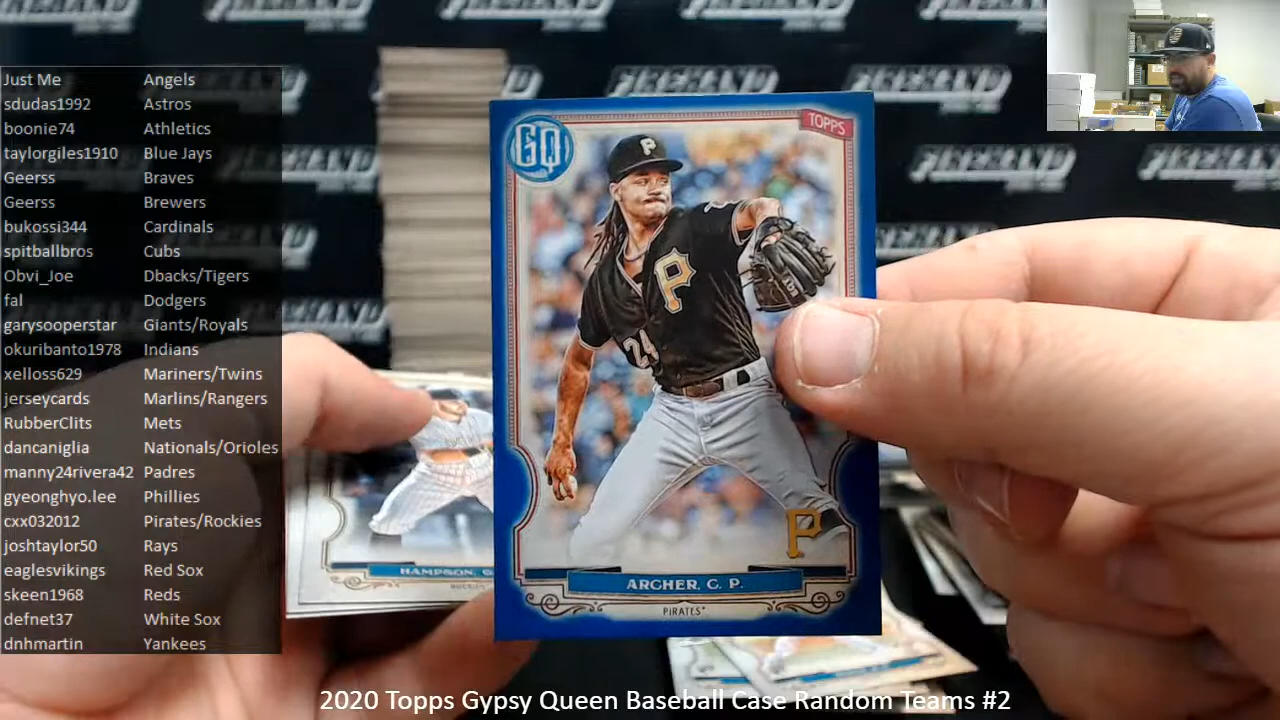 Just Me Angels
sdudas1992 Astros
boonie74 Athletics
taylorgiles1910 Blue Jays
Geerss Braves
Geerss Brewers
bukossi344 Cardinals
spitballbros Cubs
Obvi_Joe Dbacks/Tigers
fal Dodgers
garysooperstar Giants/Royals
okuribanto1978 Indians
xelloss629 Mariners/Twins
jerseycards Marlins/Rangers
RubberClits Mets
dancaniglia Nationals/Orioles
manny24rivera42 Padres
gyeonghyo.lee Phillies
cxx032012 Pirates/Rockies
joshtaylor50 Rays
eaglesvikings Red Sox
skeen1968 Reds
defnet37 White Sox
dnhmartin Yankees
GQ
TOPPS
P
P
24
P
ARCHER, C. P.
PIRATES
HAMPSON,
2020 Topps Gypsy Queen Baseball Case Random Teams #2